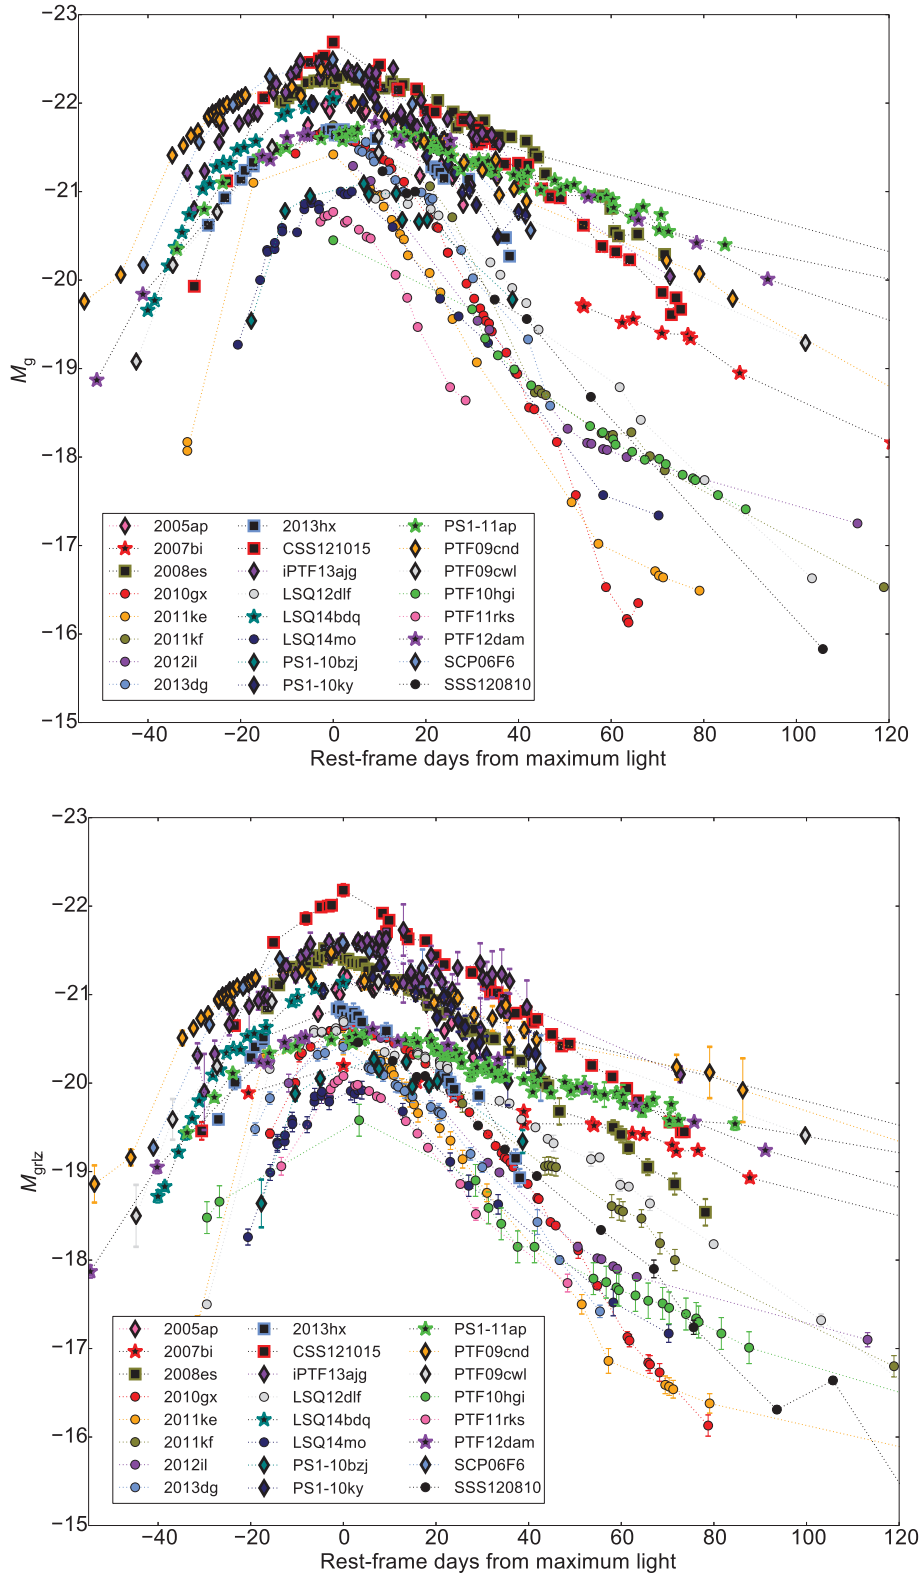 −23
−22
−21
−20
−19
−18
−17
−16
−15
M_g
2005ap 2013hx PS1-11ap
2007bi CSS121015 PTF09cnd
2008es iPTF13ajg PTF09cwl
2010gx LSQ12dlf PTF10hgi
2011ke LSQ14bdq PTF11rks
2011kf LSQ14mo PTF12dam
2012il PS1-10bzj SCP06F6
2013dg PS1-10ky SSS120810
−40 −20 0 20 40 60 80 100 120
Rest-frame days from maximum light
−23
−22
−21
−20
−19
−18
−17
−16
−15
M_griz
2005ap 2013hx PS1-11ap
2007bi CSS121015 PTF09cnd
2008es iPTF13ajg PTF09cwl
2010gx LSQ12dlf PTF10hgi
2011ke LSQ14bdq PTF11rks
2011kf LSQ14mo PTF12dam
2012il PS1-10bzj SCP06F6
2013dg PS1-10ky SSS120810
−40 −20 0 20 40 60 80 100 120
Rest-frame days from maximum light